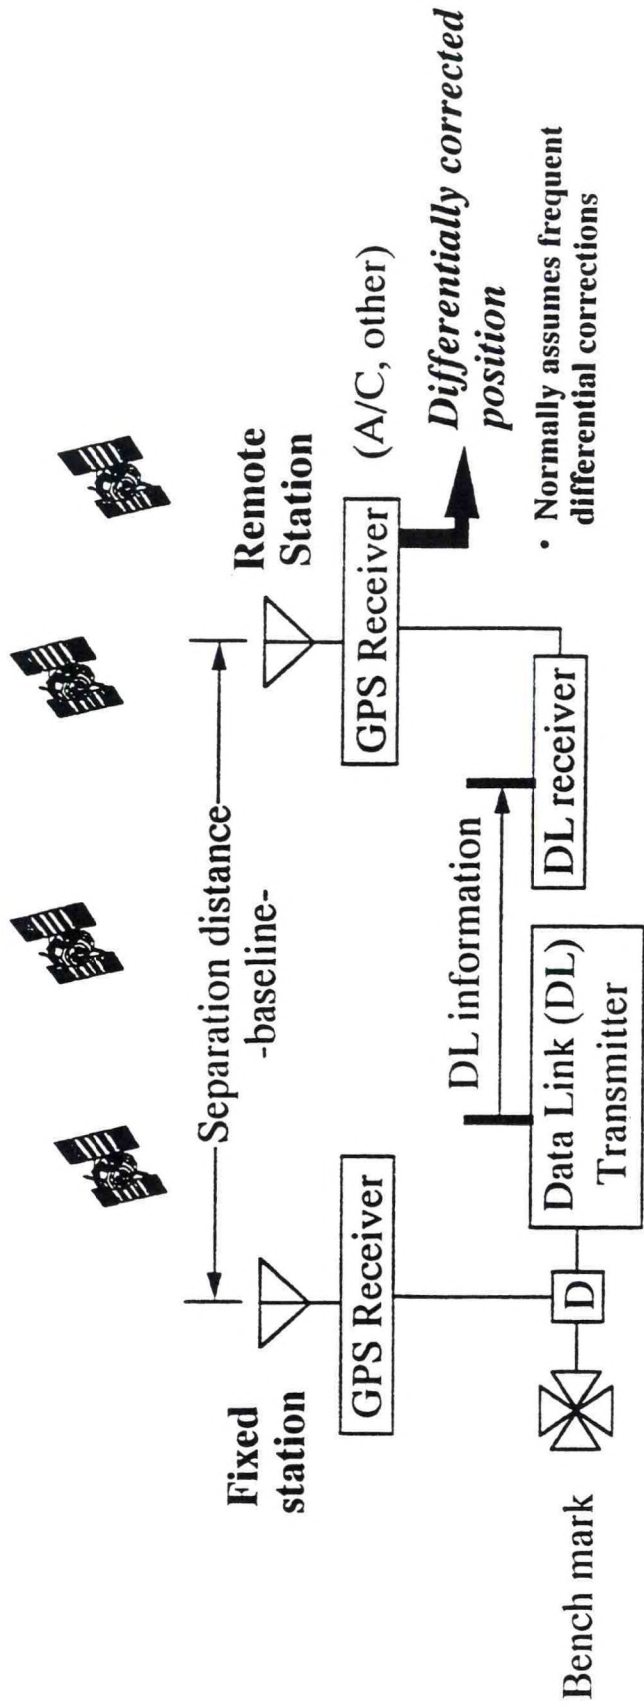 Separation distance
-baseline-
Fixed
station
Remote
Station
GPS Receiver
GPS Receiver
(A/C, other)
Differentially corrected
position
DL information
Bench mark
D
Data Link (DL)
Transmitter
DL receiver
• Normally assumes frequent
differential corrections